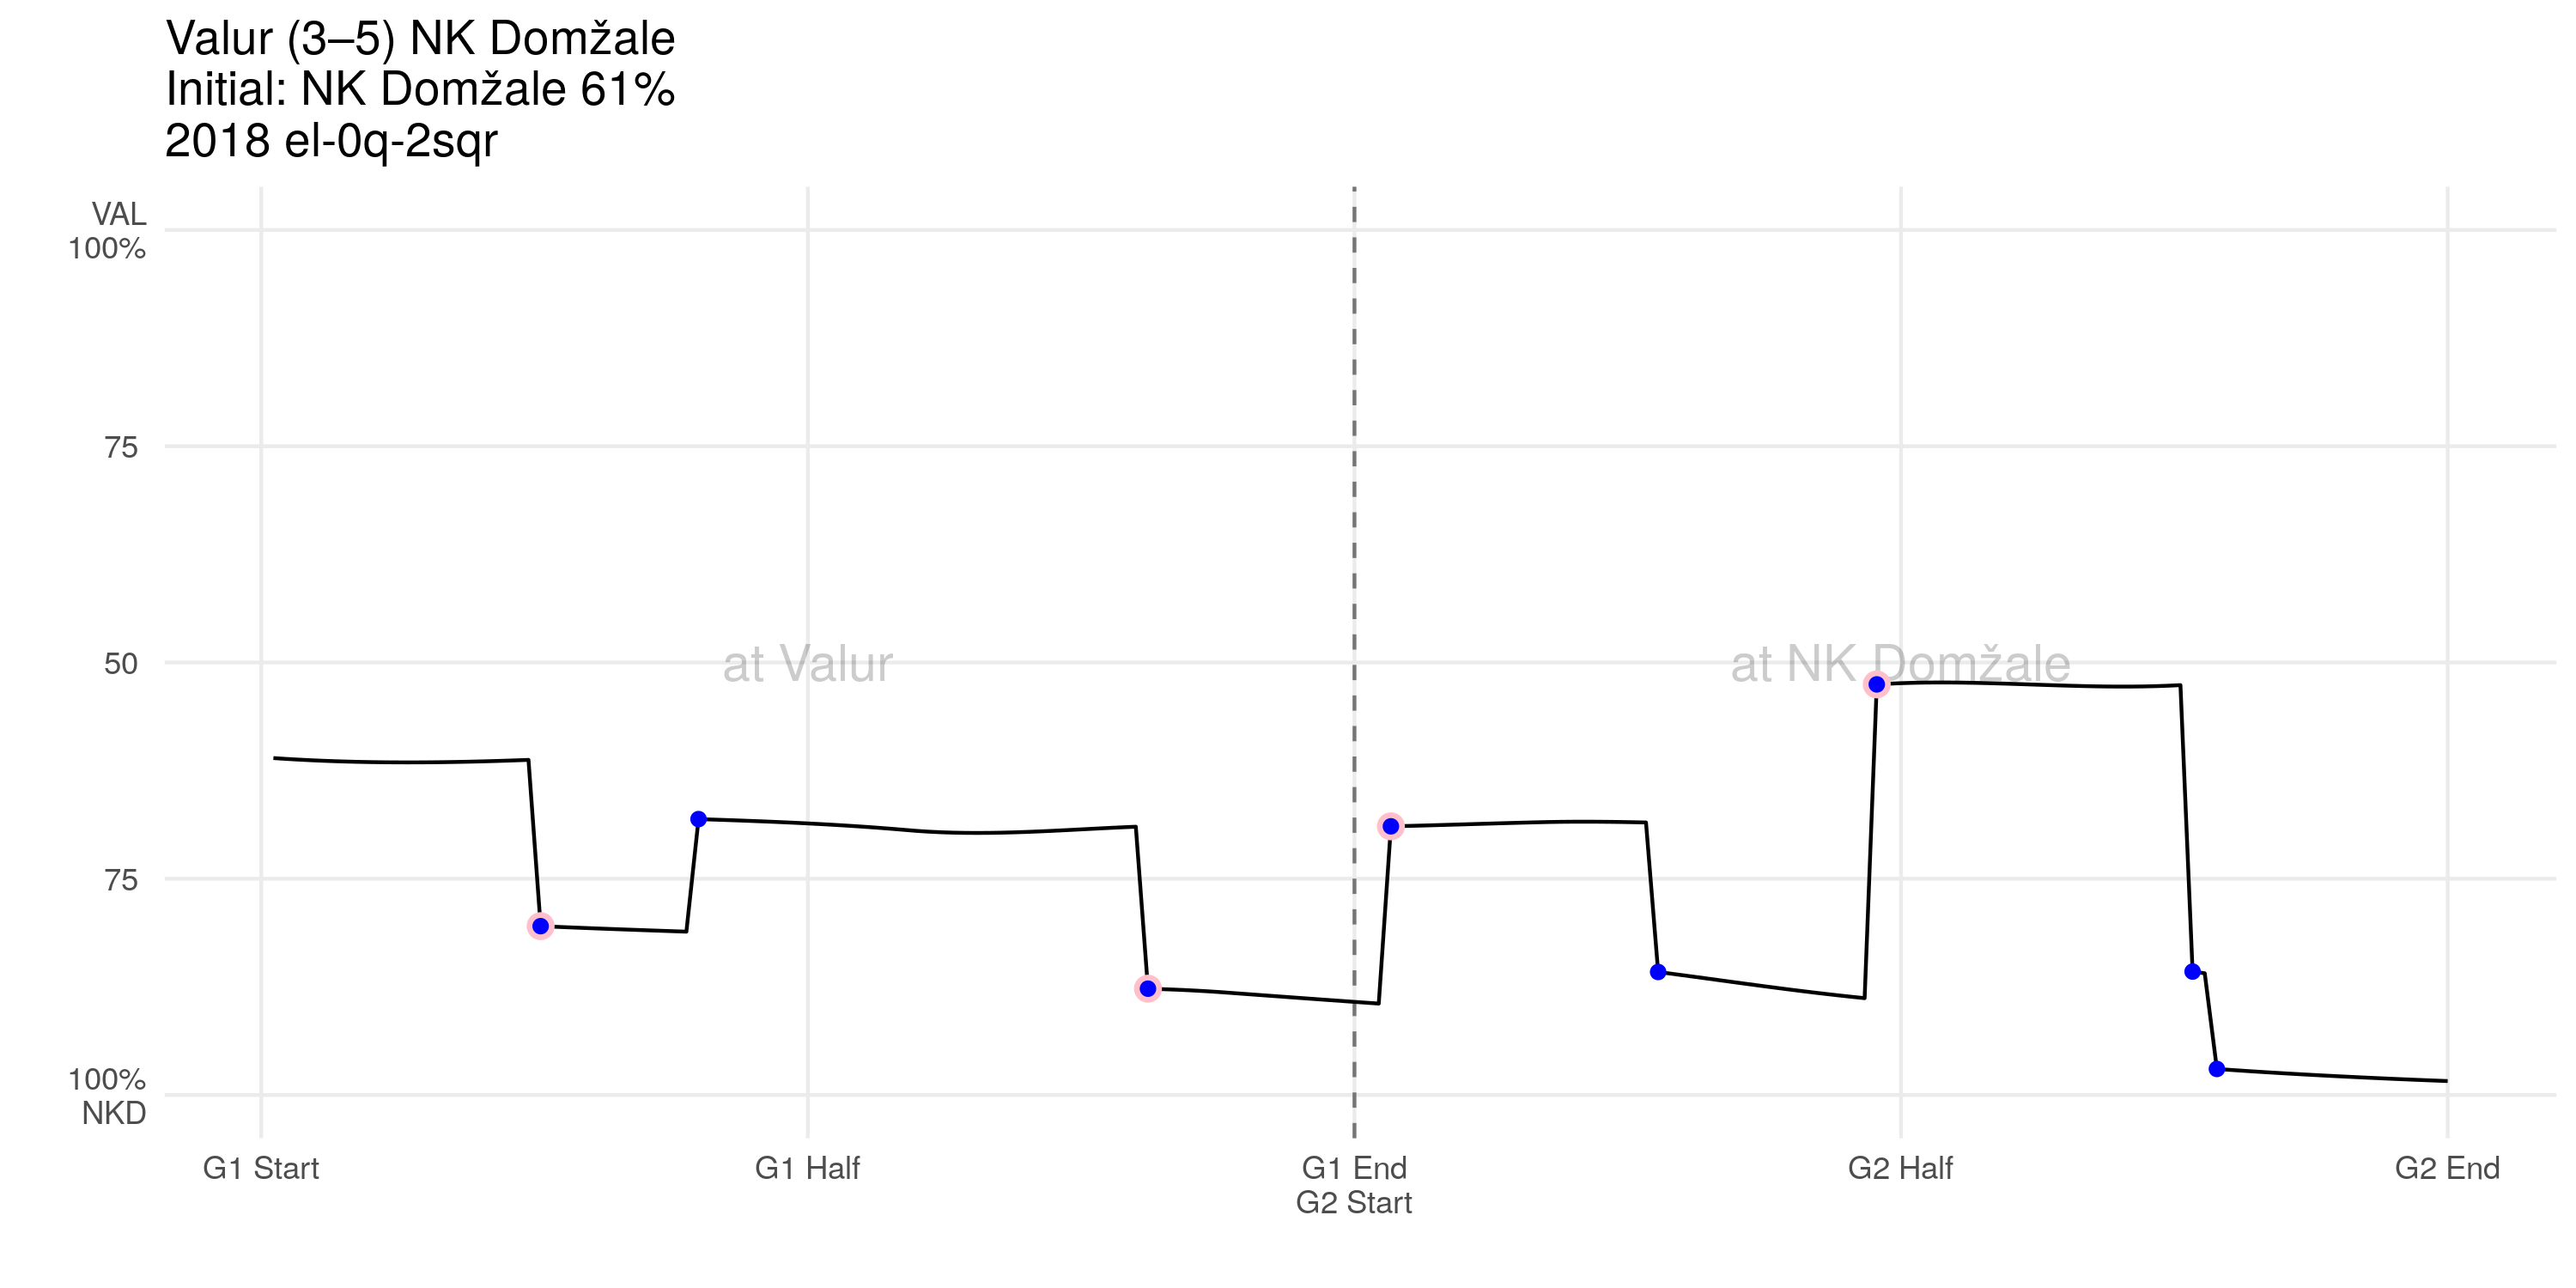 Valur (3–5) NK Domžale
Initial: NK Domžale 61%
2018 el-0q-2sqr
VAL
100%
75
50
75
100%
NKD
at Valur
at NK Domžale
G1 Start
G1 Half
G1 End
G2 Start
G2 Half
G2 End